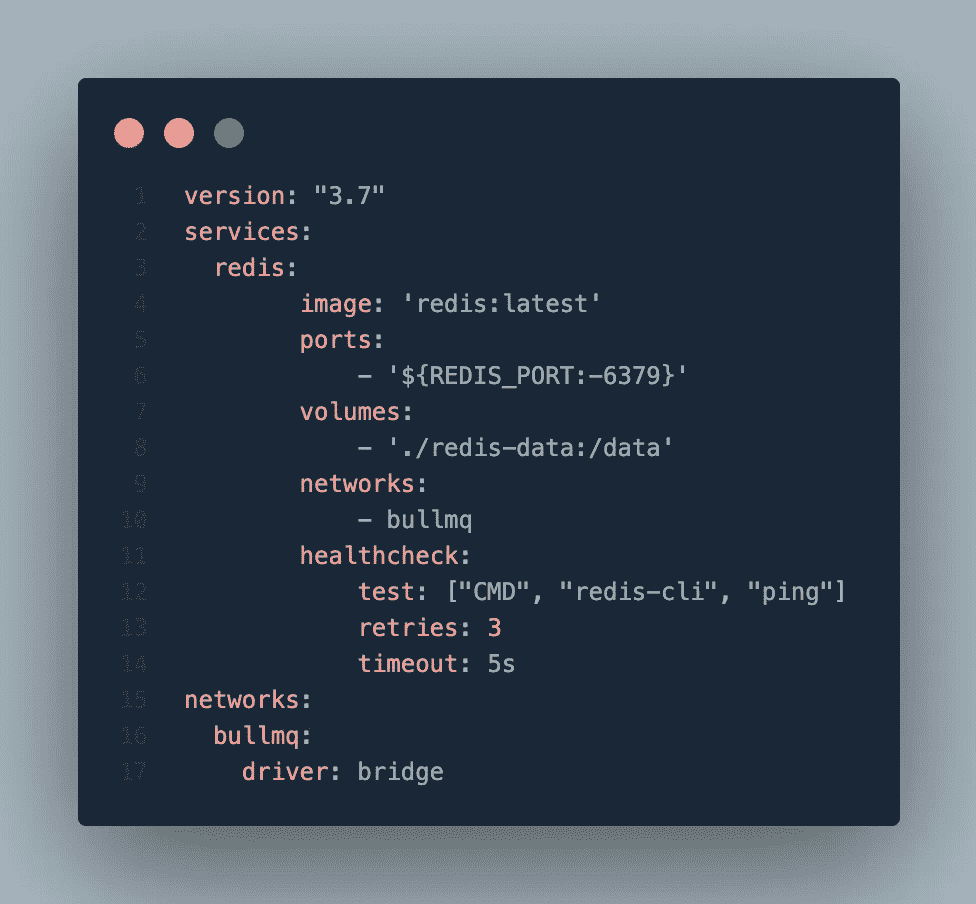 1 version: "3.7"
2 services:
3   redis:
4         image: 'redis:latest'
5         ports:
6             - '${REDIS_PORT:-6379}'
7         volumes:
8             - './redis-data:/data'
9         networks:
10             - bullmq
11         healthcheck:
12             test: ["CMD", "redis-cli", "ping"]
13             retries: 3
14             timeout: 5s
15 networks:
16   bullmq:
17     driver: bridge